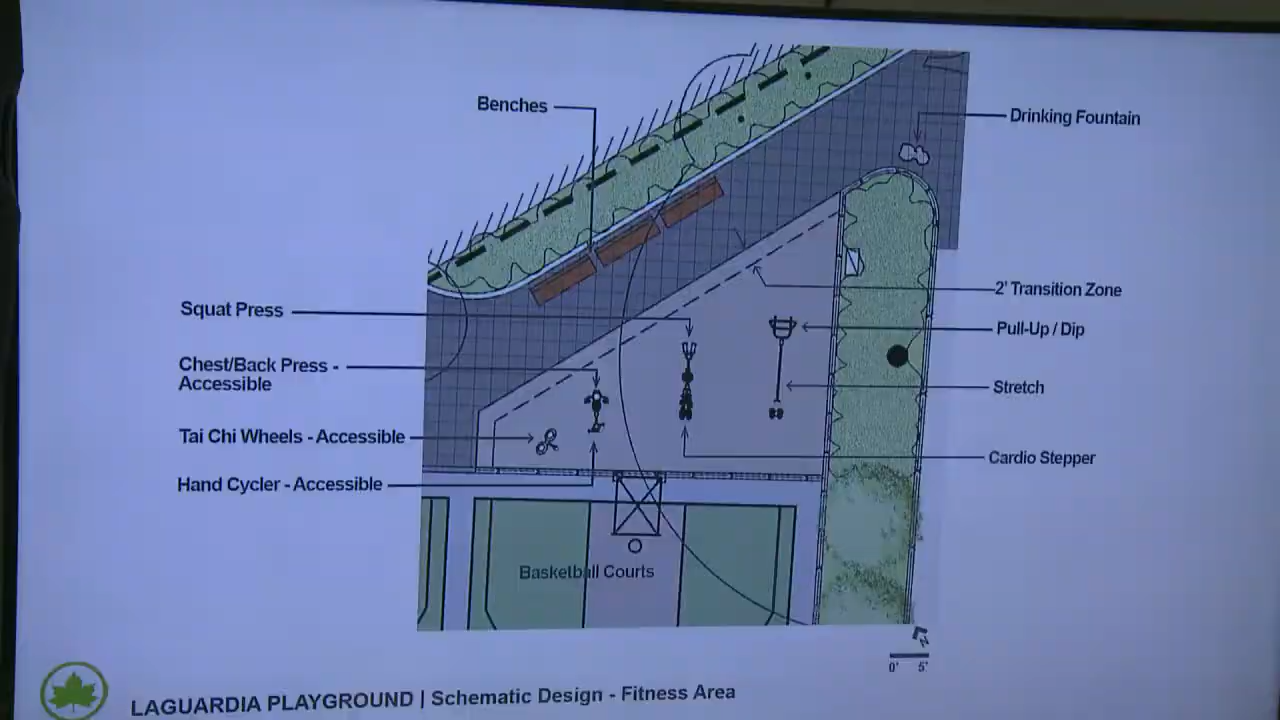 Benches
Drinking Fountain
2' Transition Zone
Squat Press
Pull-Up / Dip
Chest/Back Press -
Accessible
Stretch
Tai Chi Wheels - Accessible
Cardio Stepper
Hand Cycler - Accessible
Basketball Courts
N
0' 5'
LAGUARDIA PLAYGROUND | Schematic Design - Fitness Area